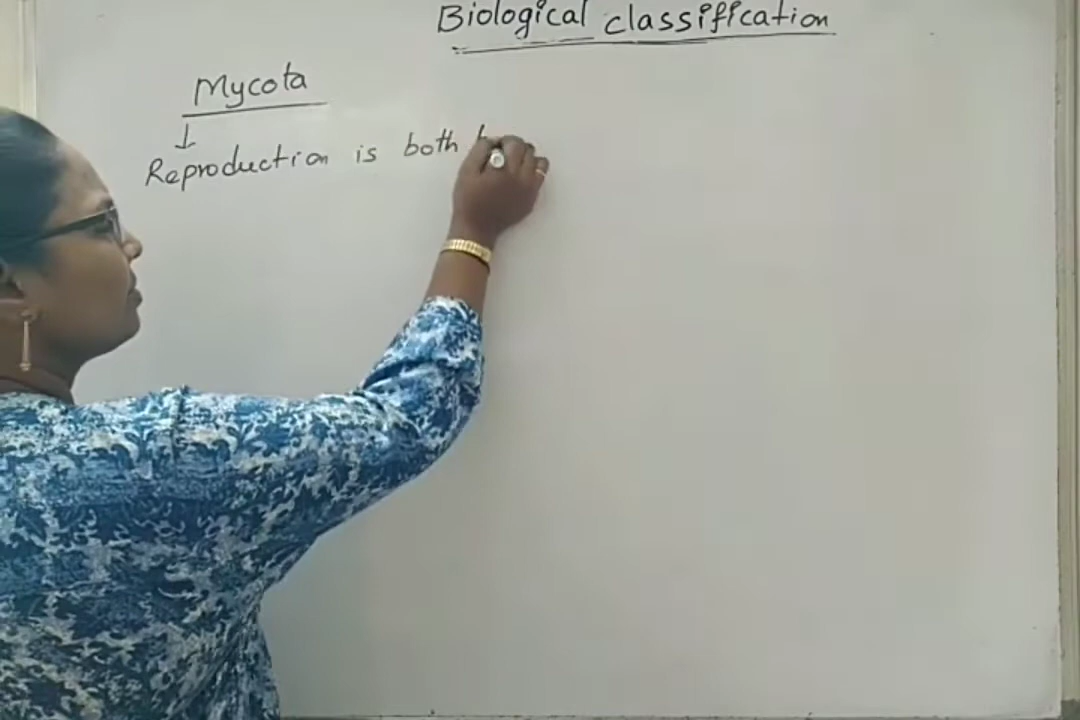 Biological classification
Mycota
↓
Reproduction is both